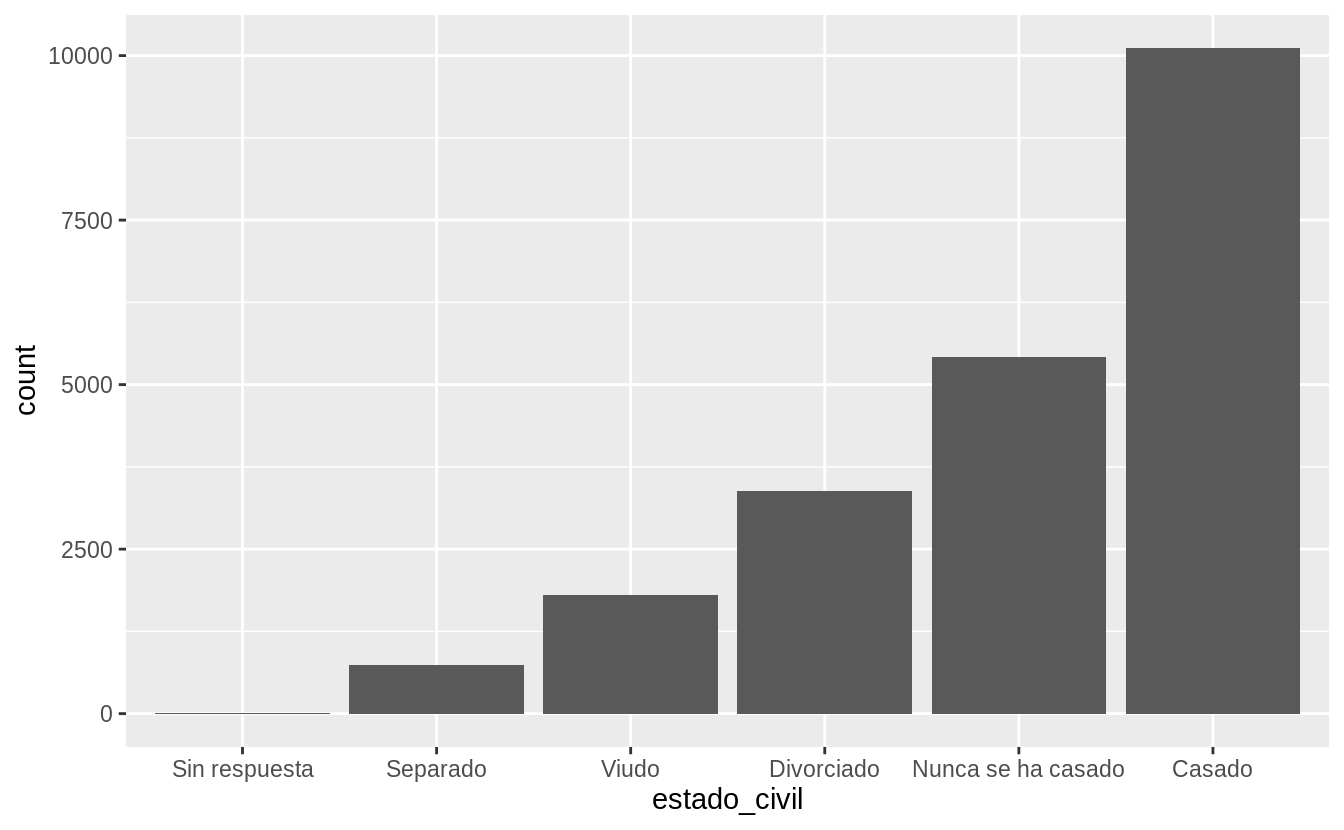 10000
7500
5000
2500
0
count
Sin respuesta Separado Viudo Divorciado Nunca se ha casado Casado
estado_civil